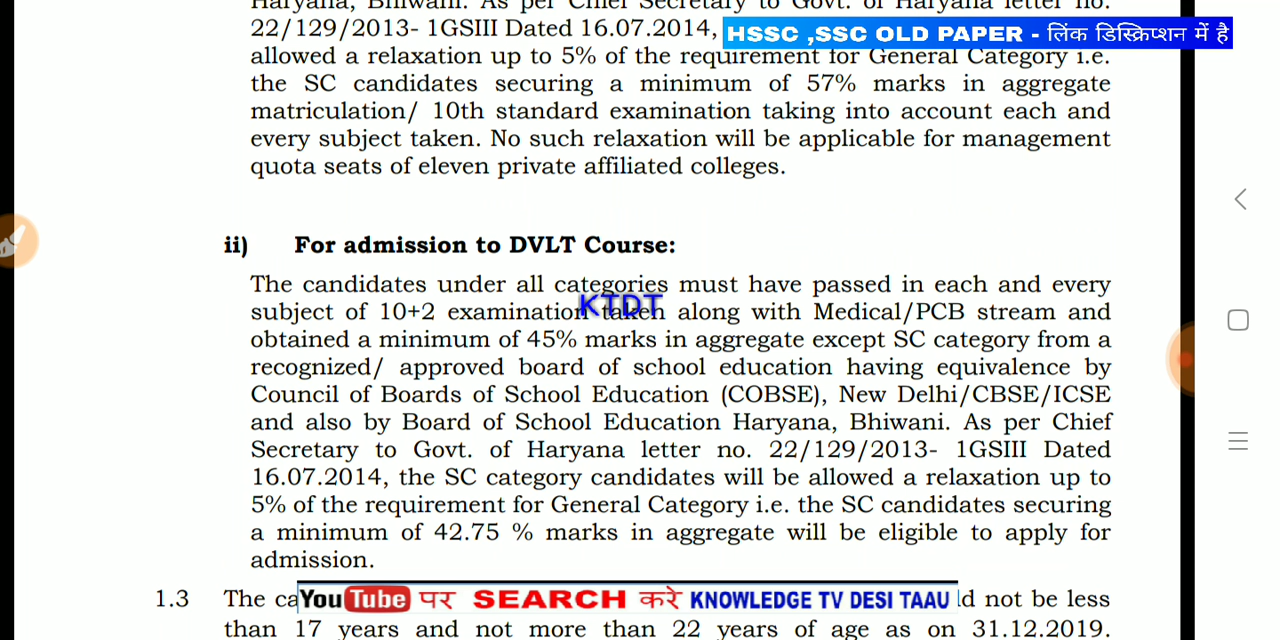 Haryana, Bhiwani. As per Chief Secretary to Govt. of Haryana letter no.
22/129/2013- 1GSIII Dated 16.07.2014,
HSSC ,SSC OLD PAPER - लिंक डिस्क्रिप्शन में है
allowed a relaxation up to 5% of the requirement for General Category i.e.
the SC candidates securing a minimum of 57% marks in aggregate
matriculation/ 10th standard examination taking into account each and
every subject taken. No such relaxation will be applicable for management
quota seats of eleven private affiliated colleges.
ii) For admission to DVLT Course:
The candidates under all categories must have passed in each and every
KTDT
subject of 10+2 examination taken along with Medical/PCB stream and
obtained a minimum of 45% marks in aggregate except SC category from a
recognized/ approved board of school education having equivalence by
Council of Boards of School Education (COBSE), New Delhi/CBSE/ICSE
and also by Board of School Education Haryana, Bhiwani. As per Chief
Secretary to Govt. of Haryana letter no. 22/129/2013- 1GSIII Dated
16.07.2014, the SC category candidates will be allowed a relaxation up to
5% of the requirement for General Category i.e. the SC candidates securing
a minimum of 42.75 % marks in aggregate will be eligible to apply for
admission.
1.3 The ca
YouTube पर SEARCH करे KNOWLEDGE TV DESI TAAU
ld not be less
than 17 years and not more than 22 years of age as on 31.12.2019.